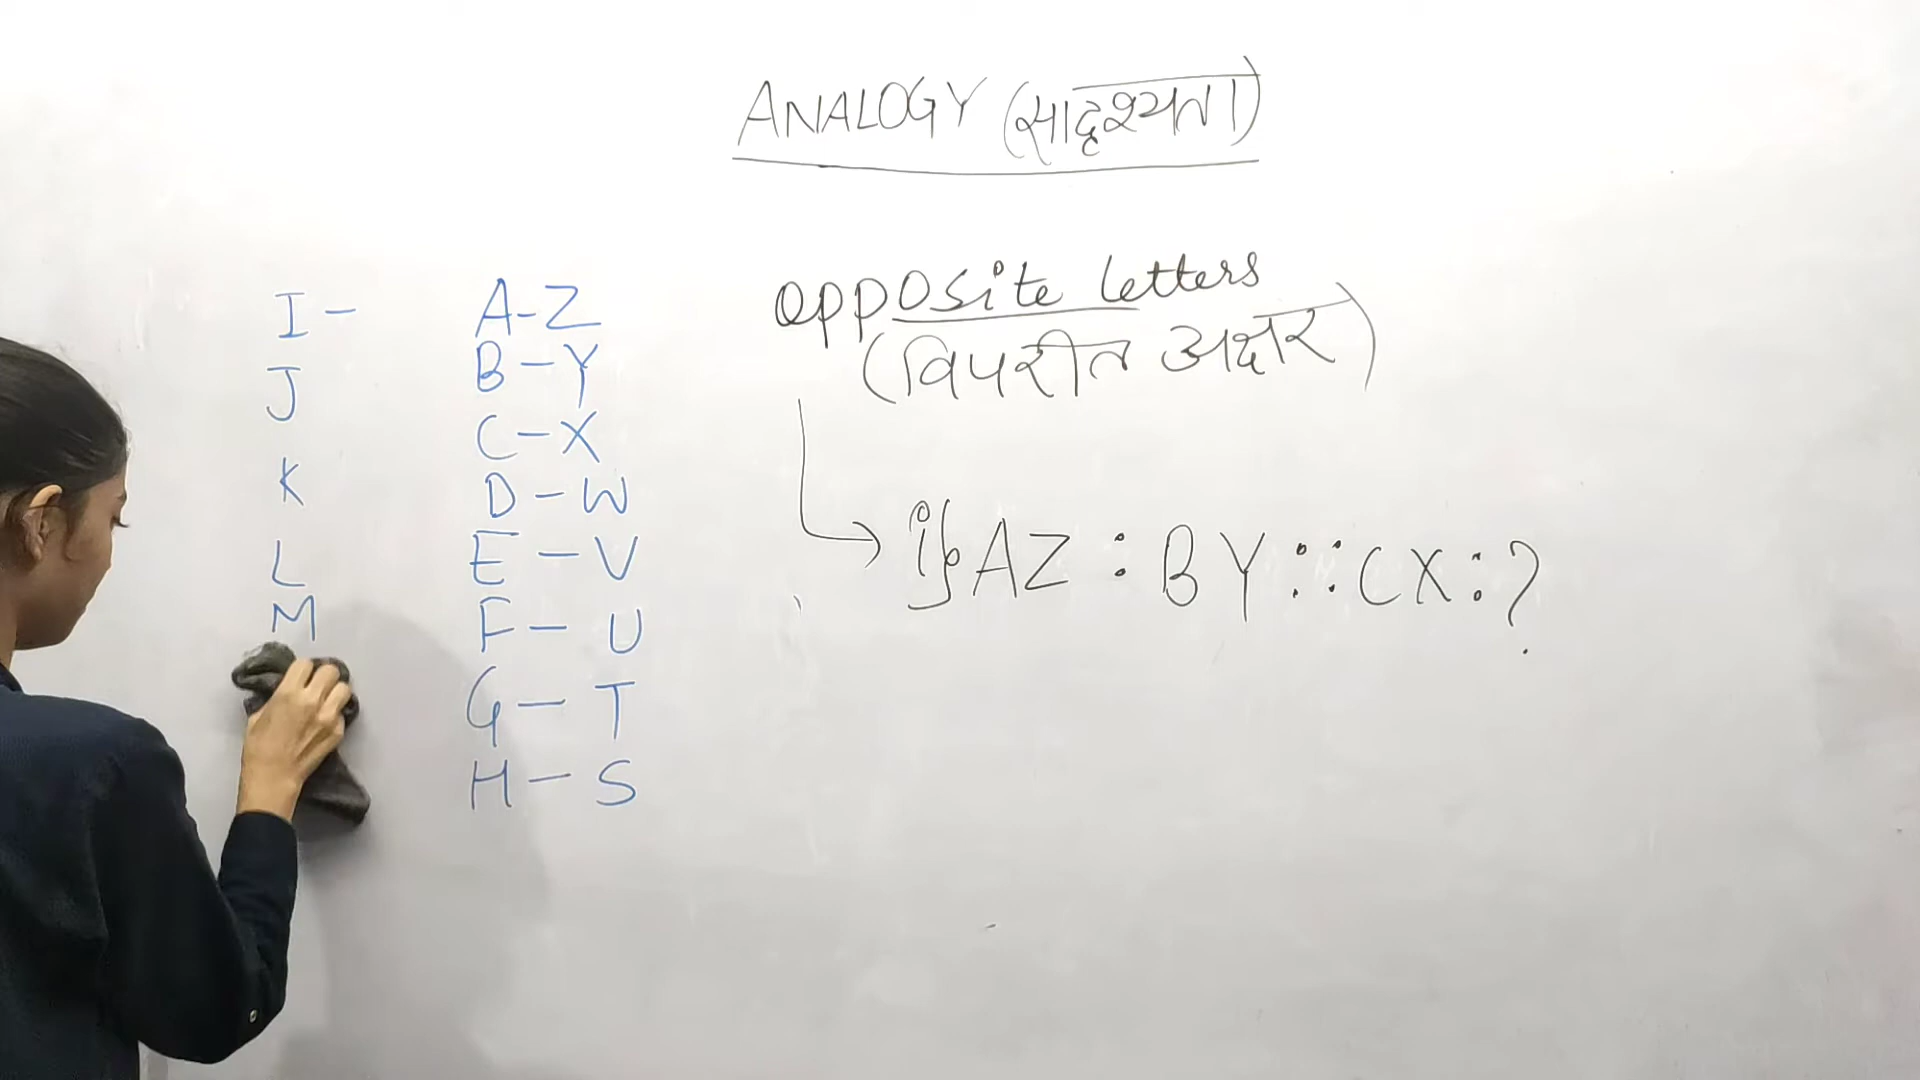 ANALOGY (सादृश्यता)
opposite letters
(विपरीत अक्षर)
if AZ : BY :: CX : ?
I -
J
K
L
M
A - Z
B - Y
C - X
D - W
E - V
F - U
G - T
H - S